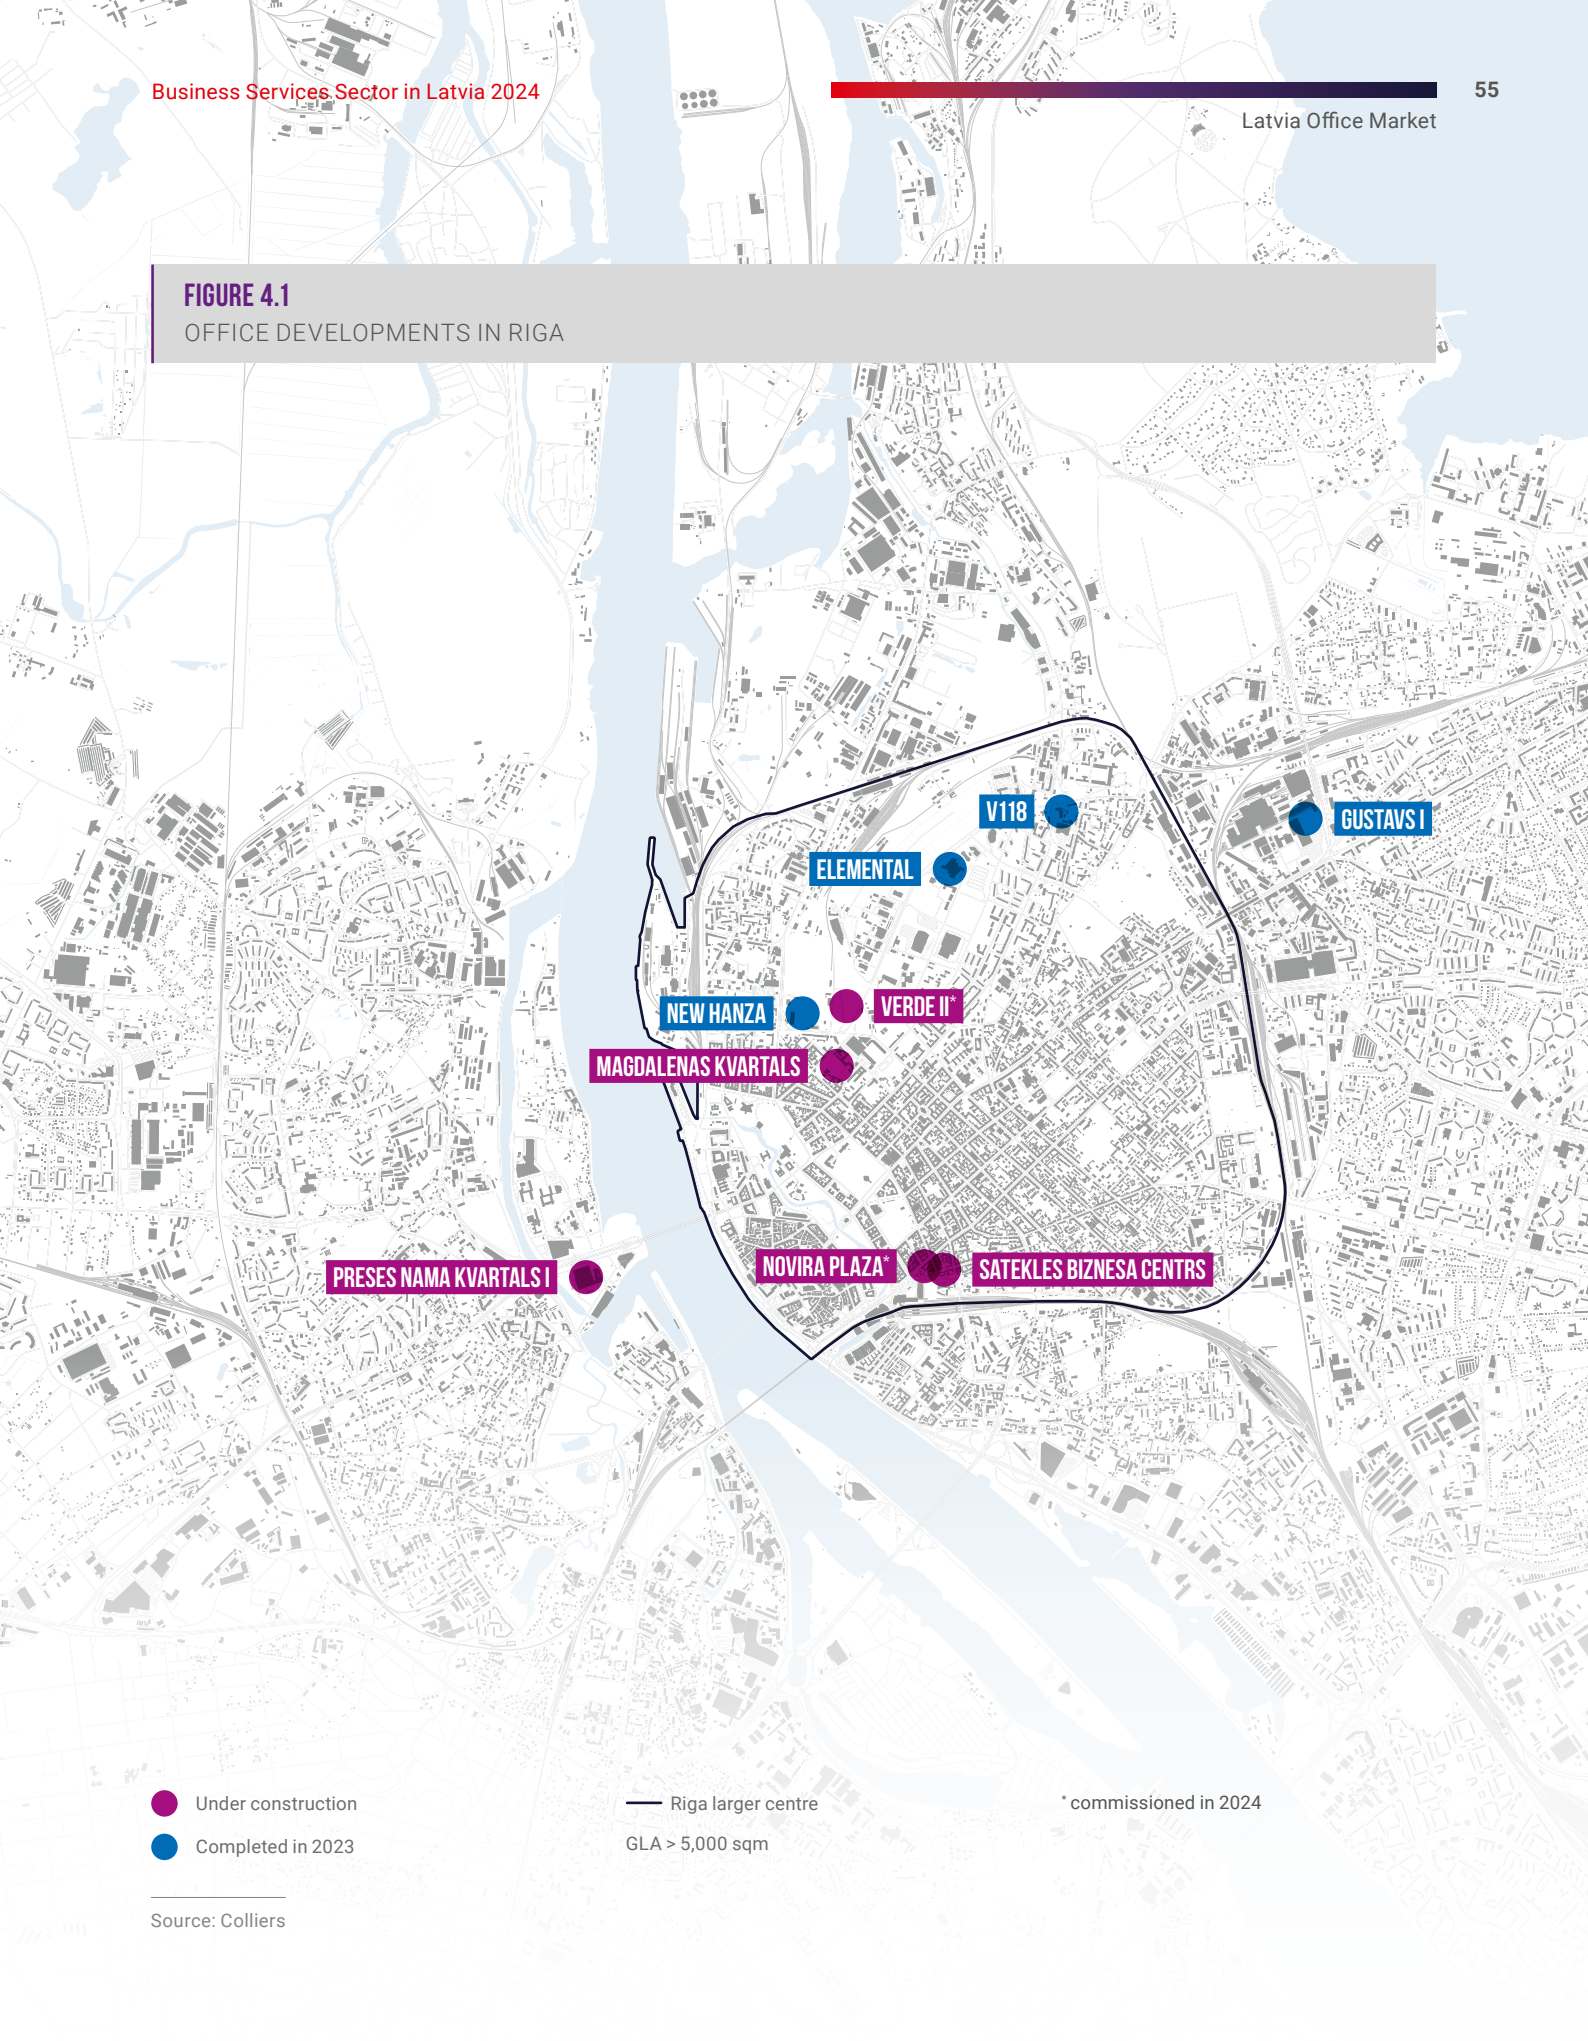 Business Services Sector in Latvia 2024
55
Latvia Office Market
FIGURE 4.1
OFFICE DEVELOPMENTS IN RIGA
V118
GUSTAVS I
ELEMENTAL
NEW HANZA
VERDE II*
MAGDALENAS KVARTALS
NOVIRA PLAZA*
SATEKLES BIZNESA CENTRS
PRESES NAMA KVARTALS I
Under construction
Completed in 2023
Riga larger centre
GLA > 5,000 sqm
* commissioned in 2024
Source: Colliers